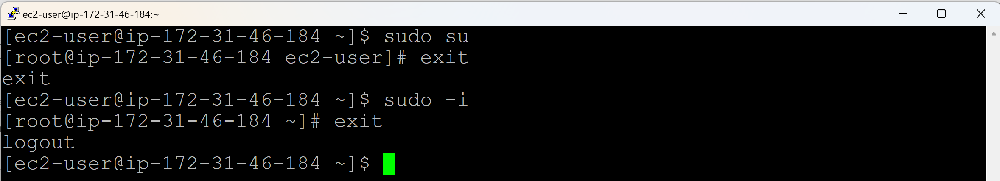 ec2-user@ip-172-31-46-184:~
[ec2-user@ip-172-31-46-184 ~]$ sudo su
[root@ip-172-31-46-184 ec2-user]# exit
exit
[ec2-user@ip-172-31-46-184 ~]$ sudo -i
[root@ip-172-31-46-184 ~]# exit
logout
[ec2-user@ip-172-31-46-184 ~]$